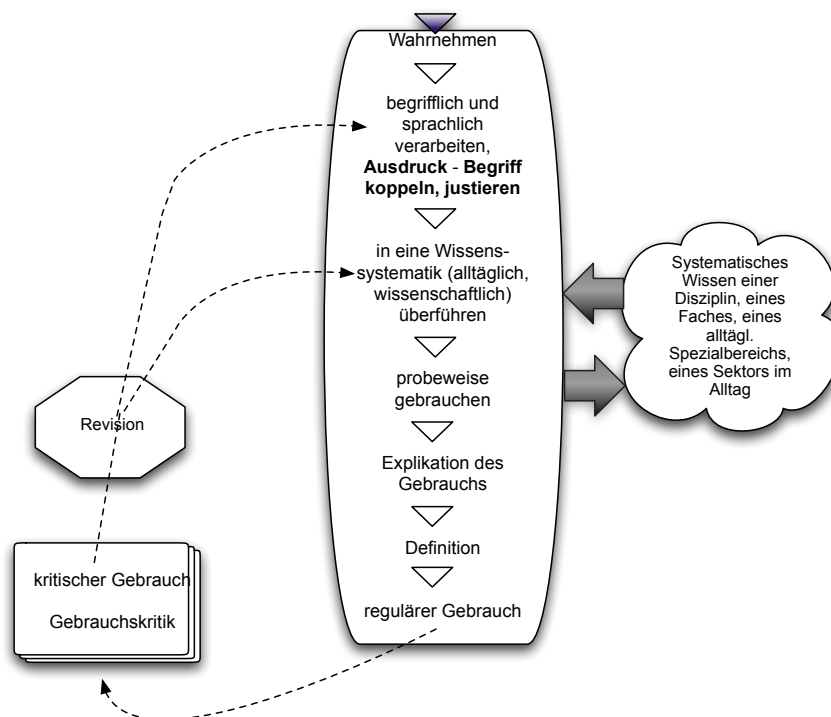 Wahrnehmen
begrifflich und
sprachlich
verarbeiten,
Ausdruck - Begriff
koppeln, justieren
in eine Wissens-
systematik (alltäglich,
wissenschaftlich)
überführen
probeweise
gebrauchen
Explikation des
Gebrauchs
Definition
regulärer Gebrauch
Systematisches
Wissen einer
Disziplin, eines
Faches, eines
alltägl.
Spezialbereichs,
eines Sektors im
Alltag
Revision
kritischer Gebrauch
Gebrauchskritik